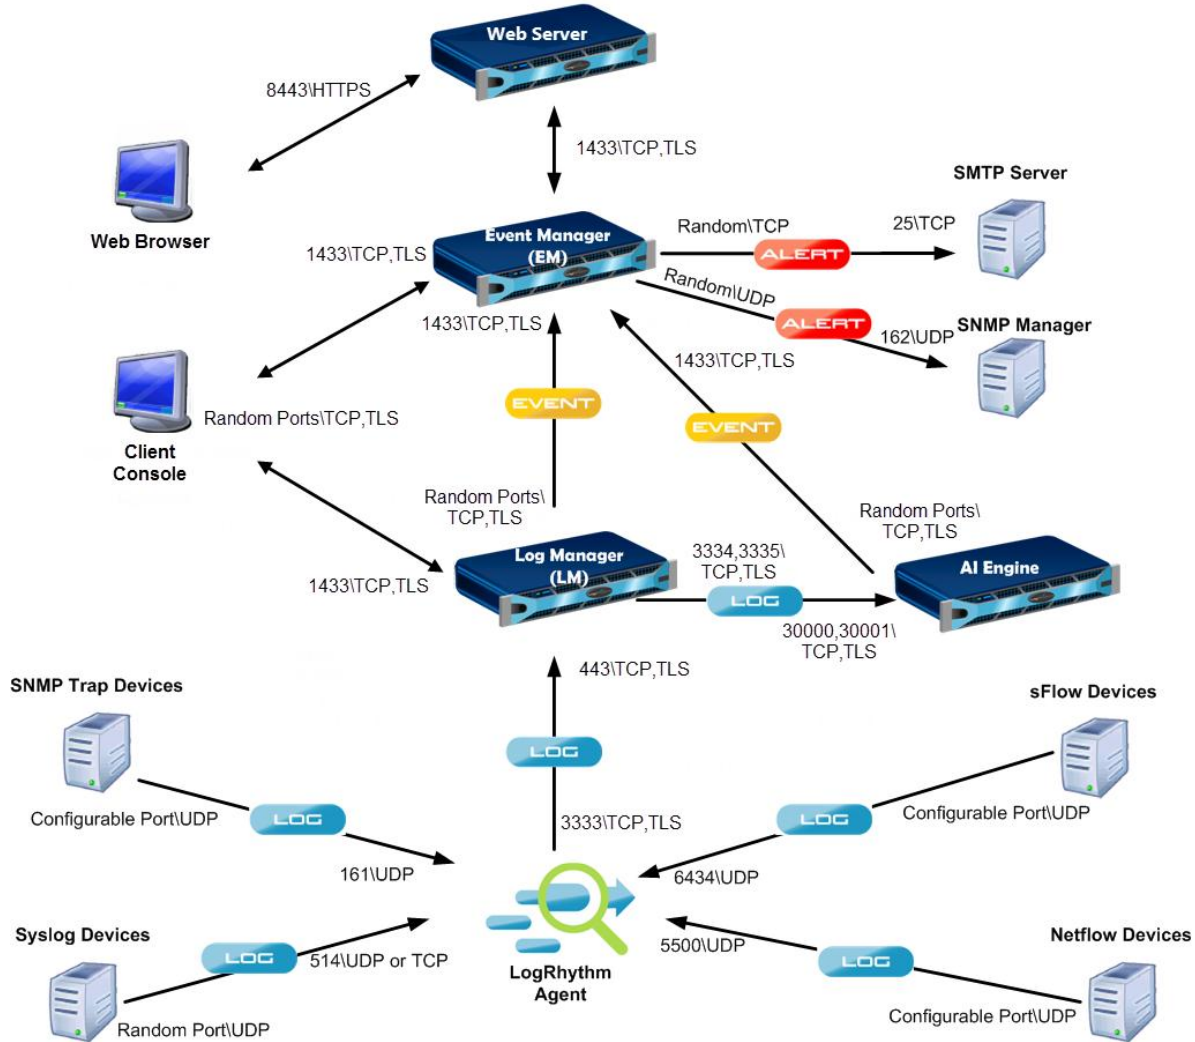 Web Server
8443\HTTPS
1433\TCP,TLS
SMTP Server
Web Browser
Event Manager
(EM)
Random\TCP
25\TCP
ALERT
1433\TCP,TLS
Random\UDP
ALERT
162\UDP
SNMP Manager
1433\TCP,TLS
1433\TCP,TLS
EVENT
EVENT
Random Ports\TCP,TLS
Client
Console
Random Ports\
TCP,TLS
Random Ports\
TCP,TLS
Log Manager
(LM)
3334,3335\
TCP,TLS
AI Engine
1433\TCP,TLS
LOG
30000,30001\
TCP,TLS
443\TCP,TLS
SNMP Trap Devices
sFlow Devices
LOG
Configurable Port\UDP
LOG
3333\TCP,TLS
LOG
Configurable Port\UDP
161\UDP
6434\UDP
Syslog Devices
LOG
514\UDP or TCP
5500\UDP
Netflow Devices
LOG
LogRhythm
Agent
Random Port\UDP
Configurable Port\UDP